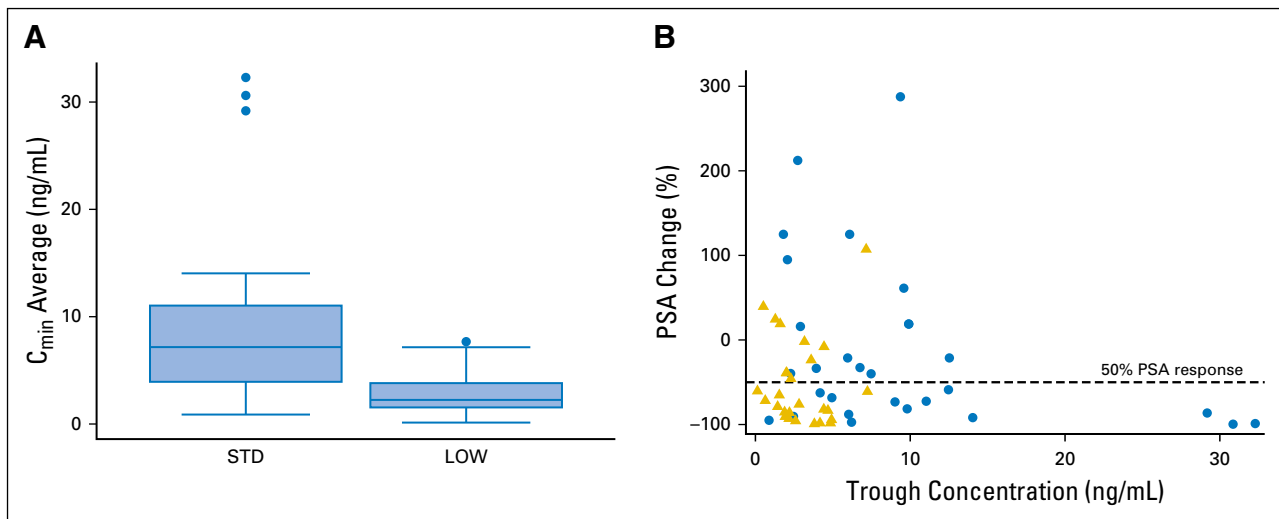 A
C_min Average (ng/mL)
30
20
10
0
STD LOW
B
PSA Change (%)
300
200
100
0
−100
50% PSA response
0 10 20 30
Trough Concentration (ng/mL)